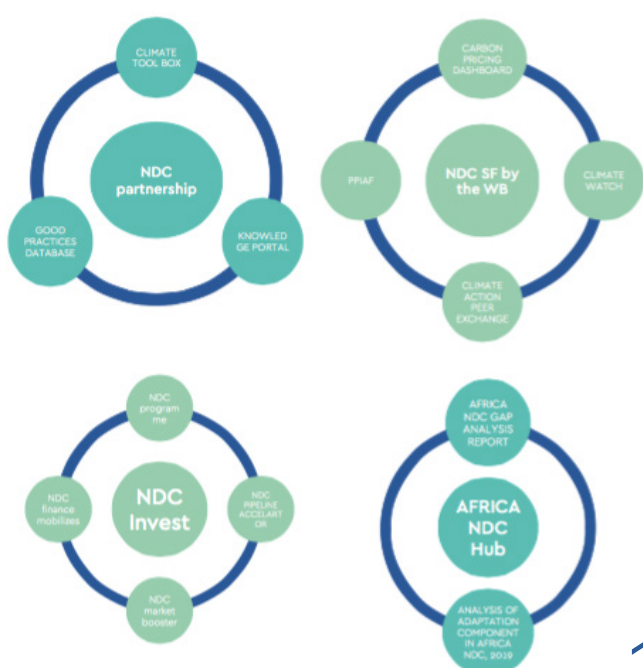 CLIMATE
TOOL BOX
NDC
partnership
GOOD
PRACTICES
DATABASE
KNOWLED
GE PORTAL
CARBON
PRICING
DASHBOARD
PPIAF
NDC SF by
the WB
CLIMATE
WATCH
CLIMATE
ACTION
PEER
EXCHANGE
NDC
program
me
NDC
finance
mobilizes
NDC
Invest
NDC
PIPELINE
ACCELART
OR
NDC
market
booster
AFRICA
NDC GAP
ANALYSIS
REPORT
AFRICA
NDC
Hub
ANALYSIS OF
ADAPTATION
COMPONENT
IN AFRICA
NDC, 2019